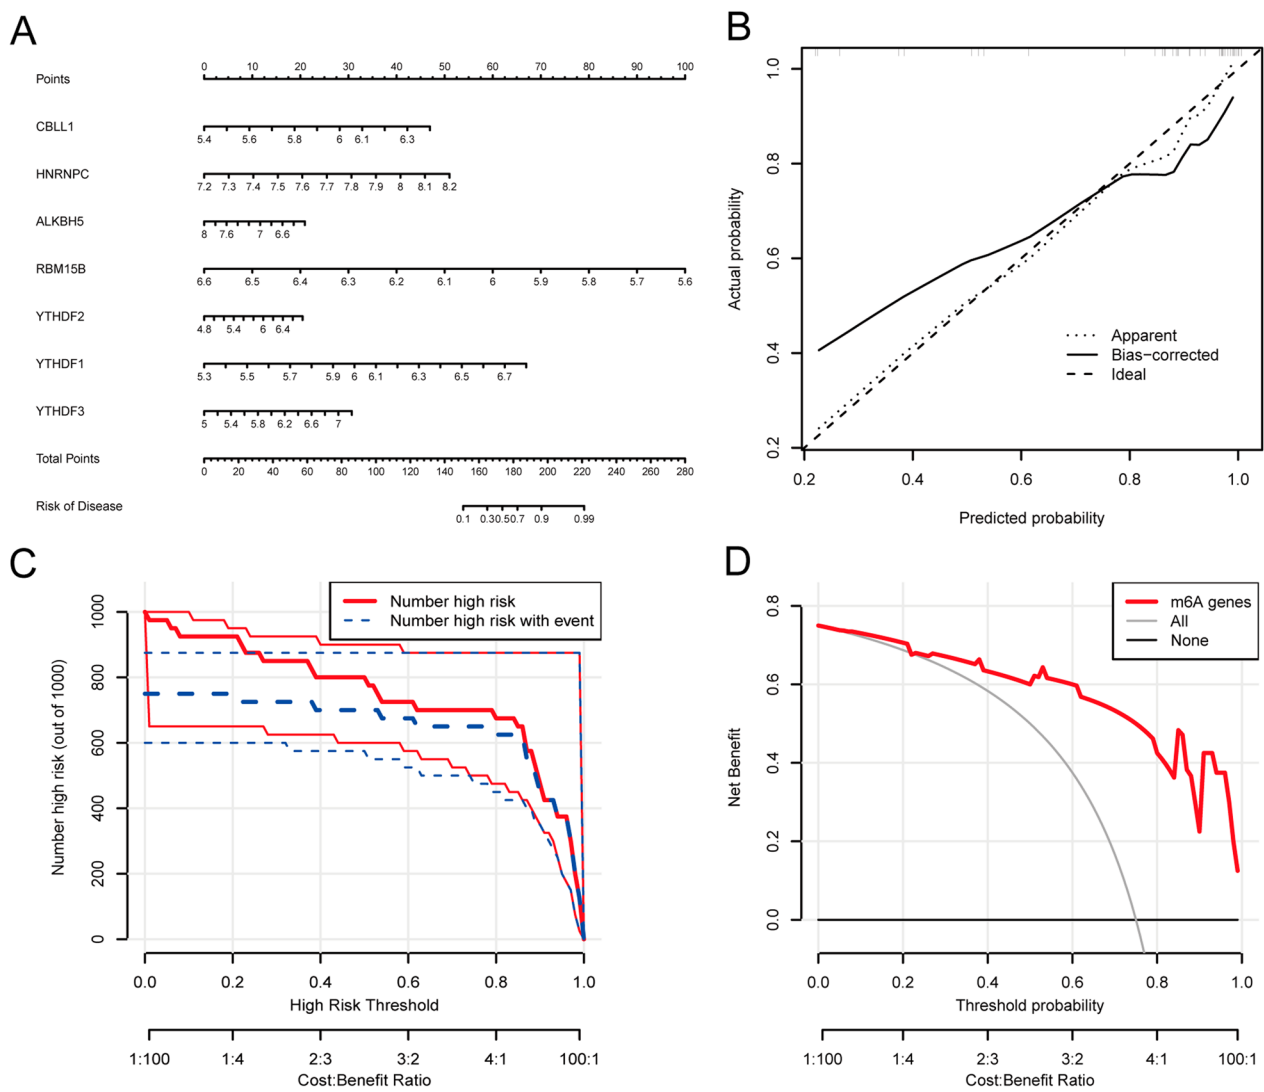 A
Points
0 10 20 30 40 50 60 70 80 90 100
CBLL1
5.4 5.6 5.8 6 6.1 6.3
HNRNPC
7.2 7.3 7.4 7.5 7.6 7.7 7.8 7.9 8 8.1 8.2
ALKBH5
8 7.6 7 6.6
RBM15B
6.6 6.5 6.4 6.3 6.2 6.1 6 5.9 5.8 5.7 5.6
YTHDF2
4.8 5.4 6 6.4
YTHDF1
5.3 5.5 5.7 5.9 6 6.1 6.3 6.5 6.7
YTHDF3
5 5.4 5.8 6.2 6.6 7
Total Points
0 20 40 60 80 100 120 140 160 180 200 220 240 260 280
Risk of Disease
0.1 0.30.50.7 0.9 0.99
B
Actual probability
1.0
0.8
0.6
0.4
0.2
Apparent
Bias-corrected
Ideal
0.2 0.4 0.6 0.8 1.0
Predicted probability
C
Number high risk (out of 1000)
1000
800
600
400
200
0
Number high risk
Number high risk with event
0.0 0.2 0.4 0.6 0.8 1.0
High Risk Threshold
1:100 1:4 2:3 3:2 4:1 100:1
Cost:Benefit Ratio
D
Net Benefit
0.8
0.6
0.4
0.2
0.0
m6A genes
All
None
0.0 0.2 0.4 0.6 0.8 1.0
Threshold probability
1:100 1:4 2:3 3:2 4:1 100:1
Cost:Benefit Ratio